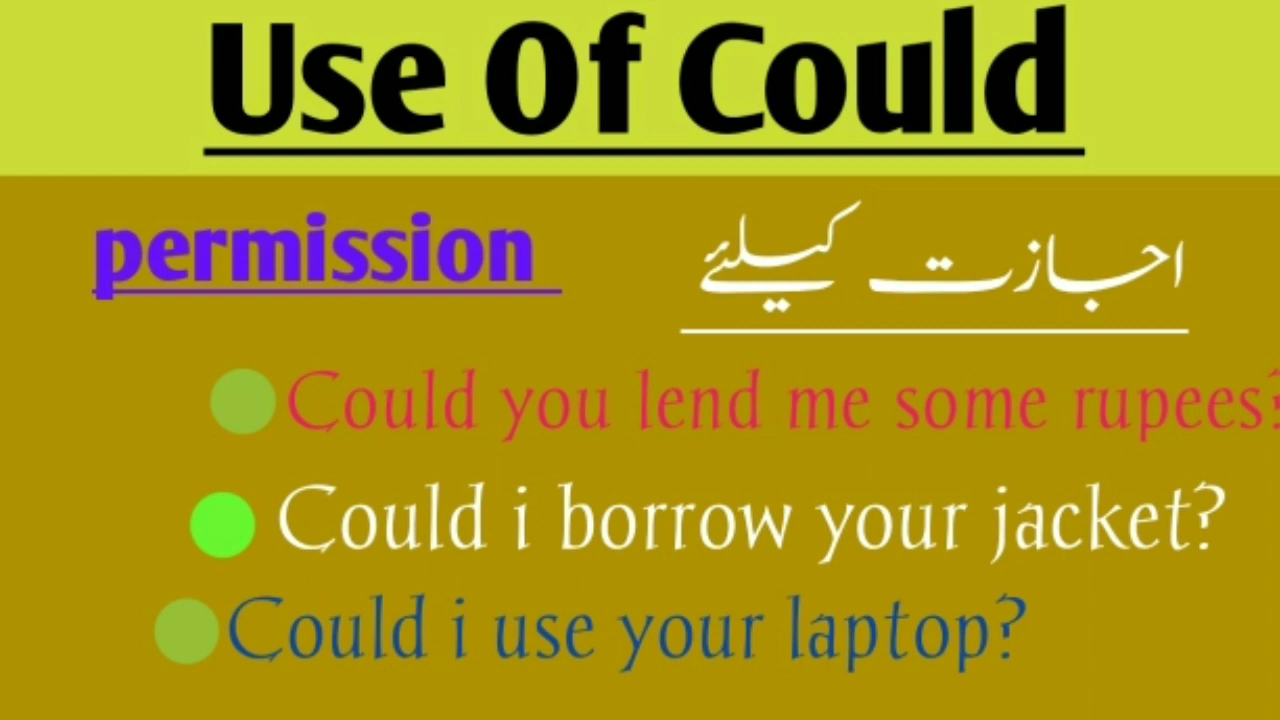 Use Of Could
permission
اجازت کیلئے
Could you lend me some rupees?
Could i borrow your jacket?
Could i use your laptop?